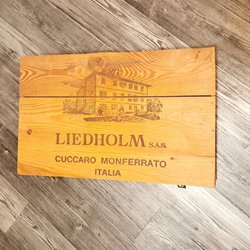 LIEDHOLM S.A.S.
CUCCARO MONFERRATO
ITALIA